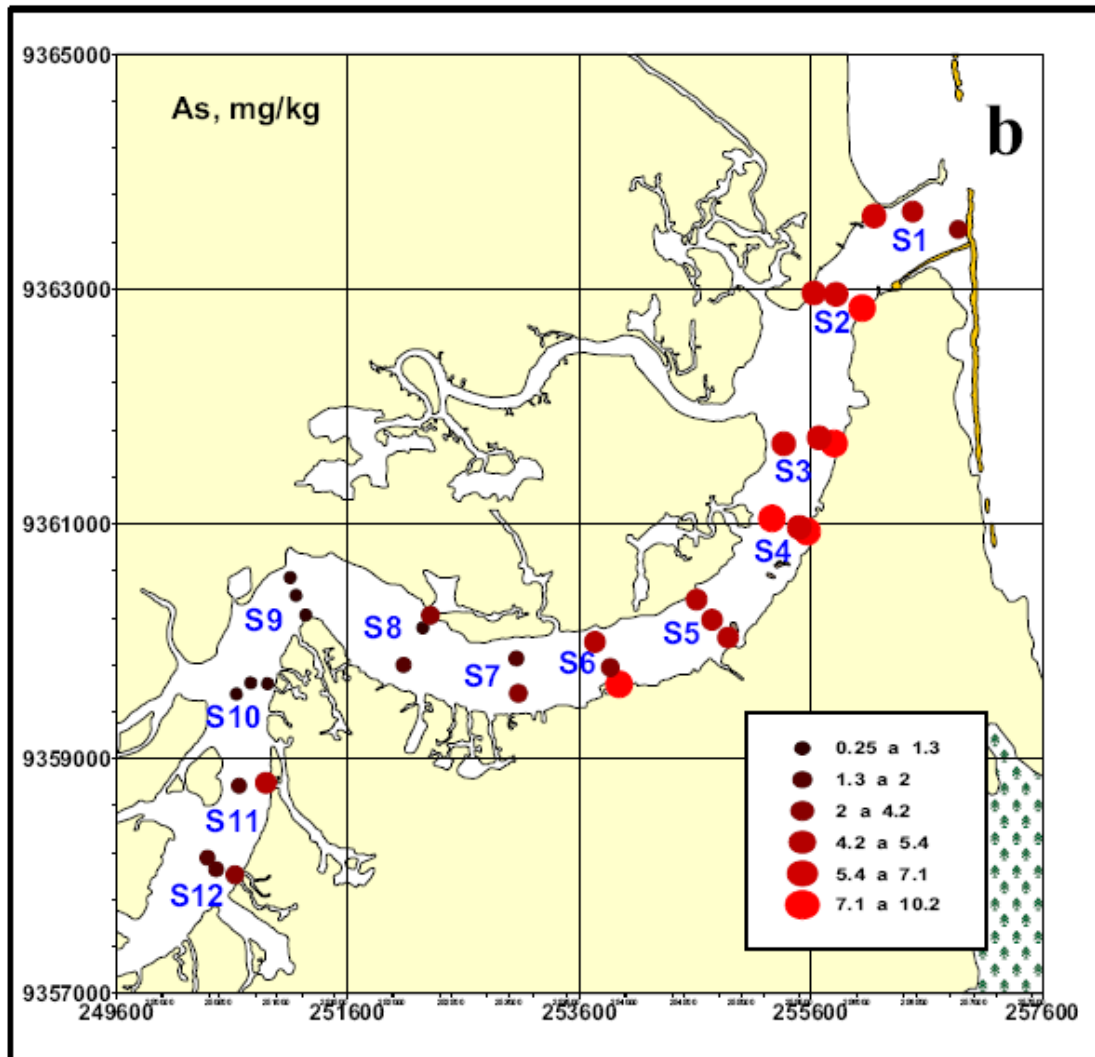 9365000
As, mg/kg
b
S1
9363000
S2
S3
9361000
S4
S9
S8
S5
S6
S7
S10
9359000
0.25 a 1.3
1.3 a 2
2 a 4.2
4.2 a 5.4
5.4 a 7.1
7.1 a 10.2
S11
S12
9357000
249600
251600
253600
255600
257600